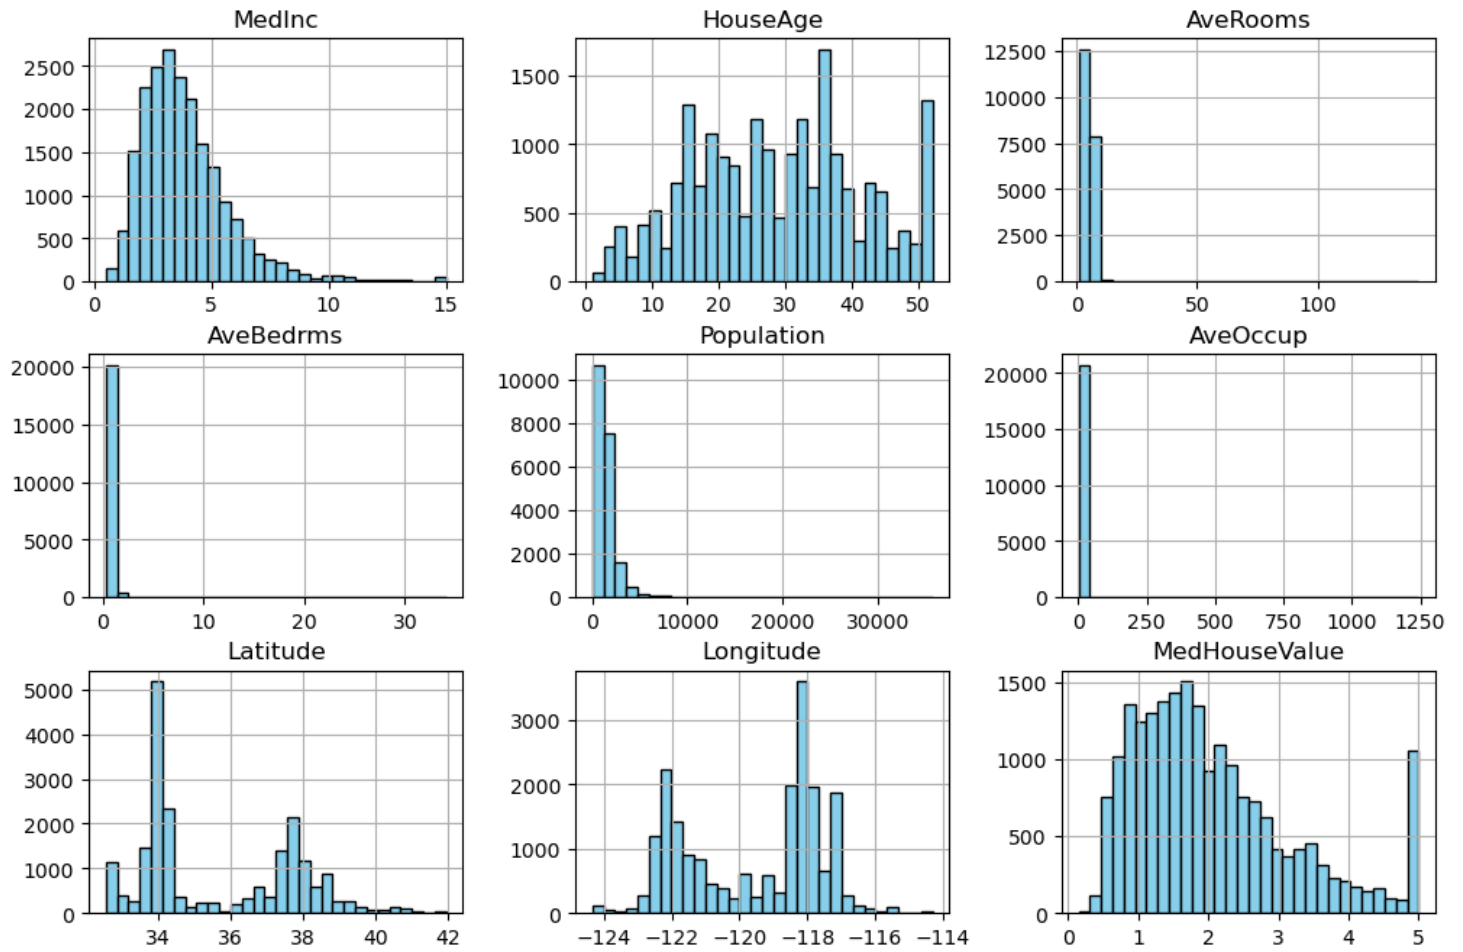 MedInc
HouseAge
AveRooms
2500
2000
1500
1000
500
0
0 5 10 15
1500
1000
500
0
10 20 30 40 50
12500
10000
7500
5000
2500
0
0 50 100
AveBedrms
Population
AveOccup
20000
15000
10000
5000
0
0 10 20 30
10000
8000
6000
4000
2000
0
0 10000 20000 30000
20000
15000
10000
5000
0
0 250 500 750 1000 1250
Latitude
Longitude
MedHouseValue
5000
4000
3000
2000
1000
0
34 36 38 40 42
3000
2000
1000
0
−124 −122 −120 −118 −116 −114
1500
1000
500
0
0 1 2 3 4 5